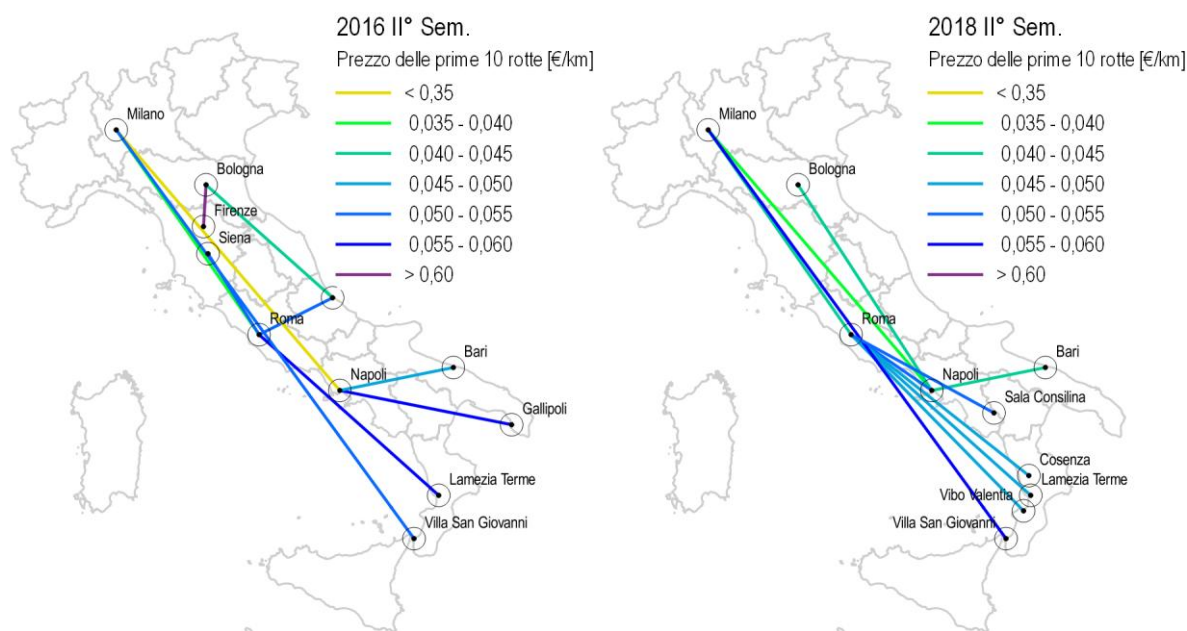 2016 II° Sem.
Prezzo delle prime 10 rotte [€/km]
< 0,35
0,035 - 0,040
0,040 - 0,045
0,045 - 0,050
0,050 - 0,055
0,055 - 0,060
> 0,60
Milano
Bologna
Firenze
Siena
Roma
Bari
Napoli
Gallipoli
Lamezia Terme
Villa San Giovanni
2018 II° Sem.
Prezzo delle prime 10 rotte [€/km]
< 0,35
0,035 - 0,040
0,040 - 0,045
0,045 - 0,050
0,050 - 0,055
0,055 - 0,060
> 0,60
Milano
Bologna
Roma
Bari
Napoli
Sala Consilina
Cosenza
Lamezia Terme
Vibo Valentia
Villa San Giovanni